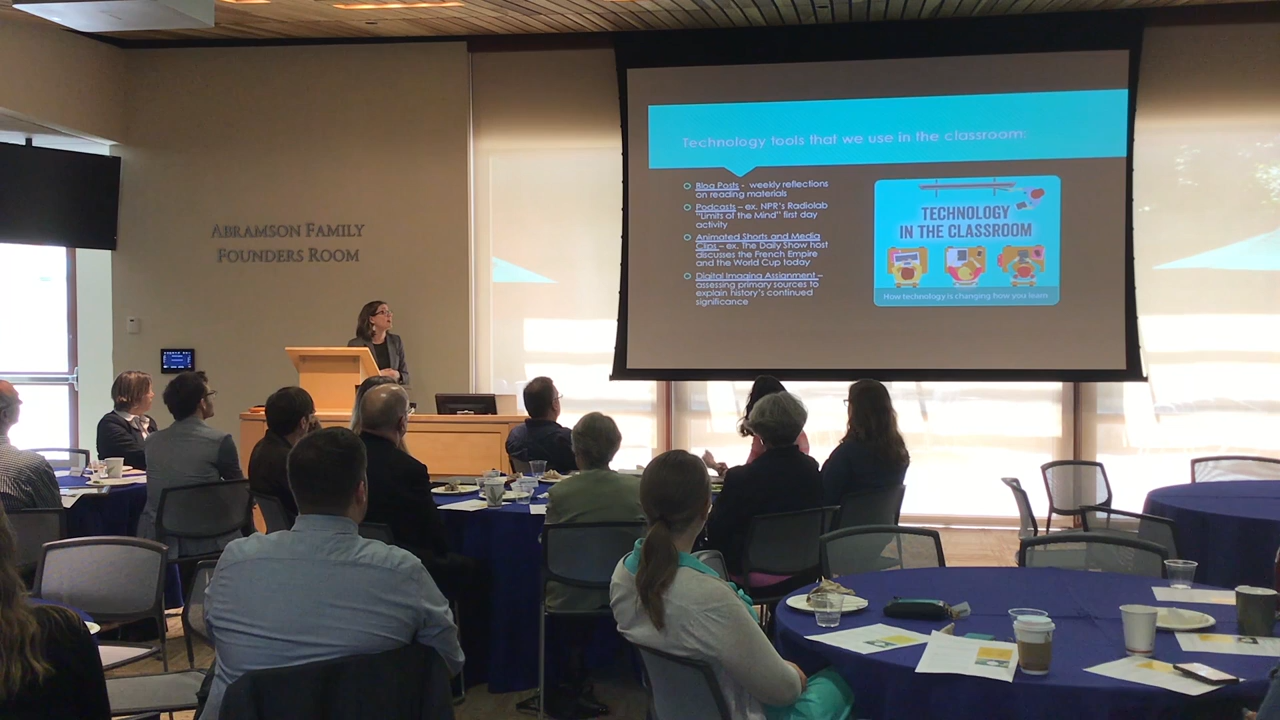 ABRAMSON FAMILY
FOUNDERS ROOM
Technology tools that we use in the classroom:
Blog Posts - weekly reflections
on reading materials
Podcasts – ex. NPR's Radiolab
"Limits of the Mind" first day
activity
Animated Shorts and Media
Clips – ex. The Daily Show host
discusses the French Empire
and the World Cup today
Digital Imaging Assignment –
assessing primary sources to
explain history's continued
significance
TECHNOLOGY
IN THE CLASSROOM
How technology is changing how you learn